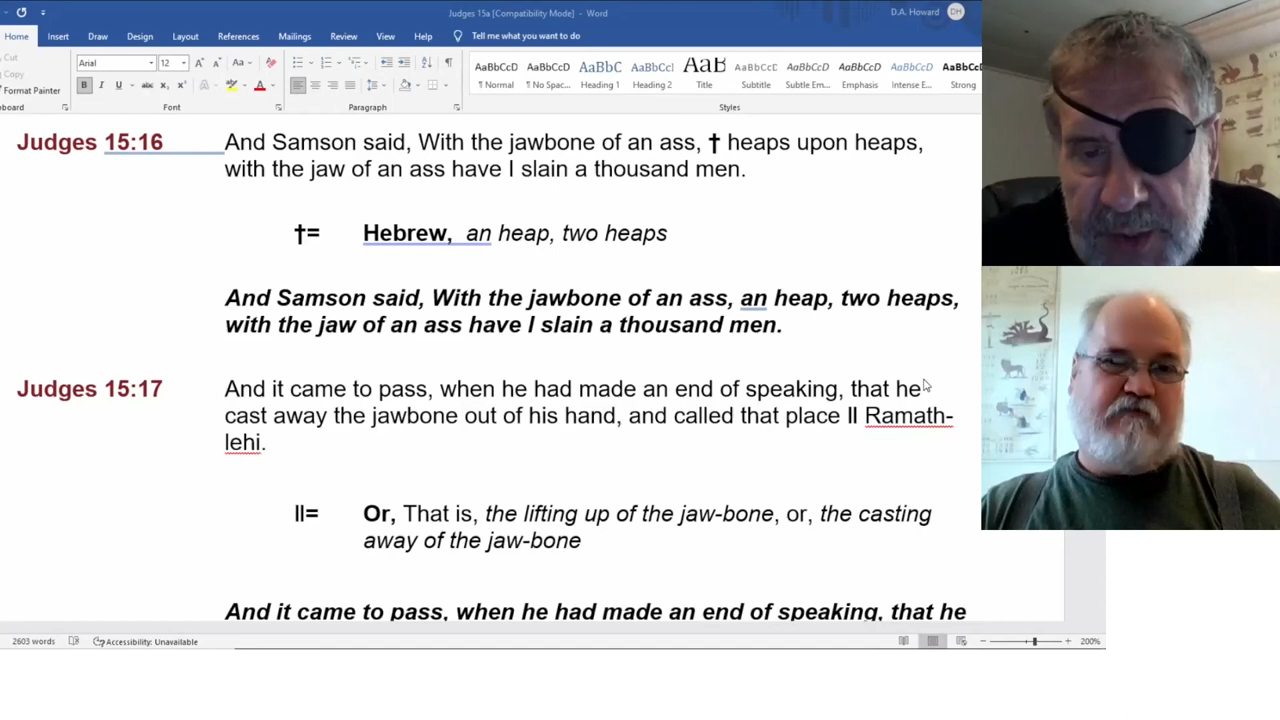 Judges 15a [Compatibility Mode] - Word
D.A. Howard DH
Home Insert Draw Design Layout References Mailings Review View Help Tell me what you want to do
Cut
Copy
Format Painter
Arial 12
AaBbCcD AaBbCcD AaBbC AaBbCcI AaB AaBbCcD AaBbCcD AaBbCcD AaBbCcD AaBbCcD
¶ Normal ¶ No Spac... Heading 1 Heading 2 Title Subtitle Subtle Em... Emphasis Intense E... Strong
Font Paragraph Styles
Judges 15:16 And Samson said, With the jawbone of an ass, † heaps upon heaps,
with the jaw of an ass have I slain a thousand men.
†= Hebrew, an heap, two heaps
And Samson said, With the jawbone of an ass, an heap, two heaps,
with the jaw of an ass have I slain a thousand men.
Judges 15:17 And it came to pass, when he had made an end of speaking, that he
cast away the jawbone out of his hand, and called that place ǁ Ramath-
lehi.
ǁ= Or, That is, the lifting up of the jaw-bone, or, the casting
away of the jaw-bone
And it came to pass, when he had made an end of speaking, that he
2603 words Accessibility: Unavailable 200%